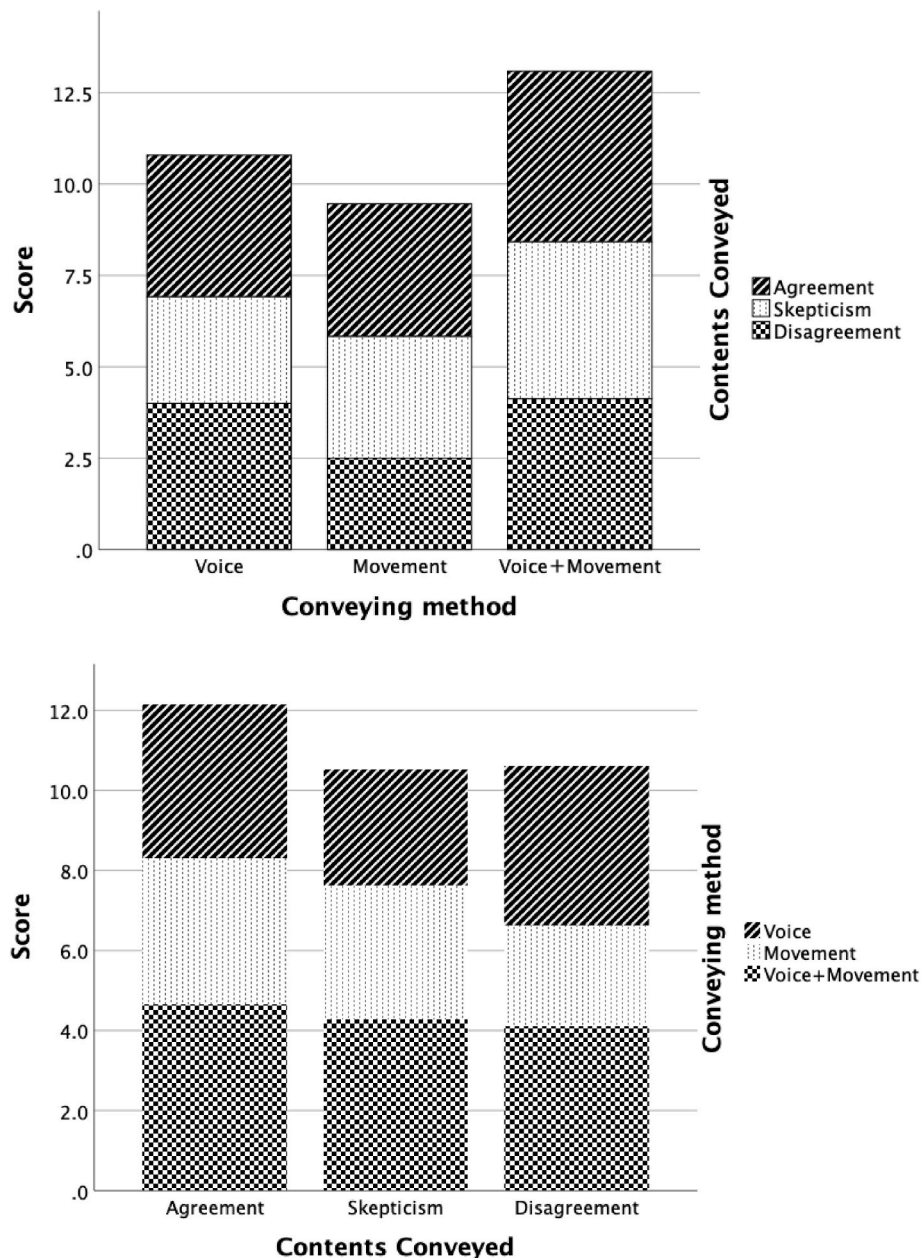 12.5
10.0
7.5
5.0
2.5
.0
Score
Voice Movement Voice+Movement
Conveying method
Contents Conveyed
Agreement
Skepticism
Disagreement
12.0
10.0
8.0
6.0
4.0
2.0
.0
Score
Agreement Skepticism Disagreement
Contents Conveyed
Conveying method
Voice
Movement
Voice+Movement